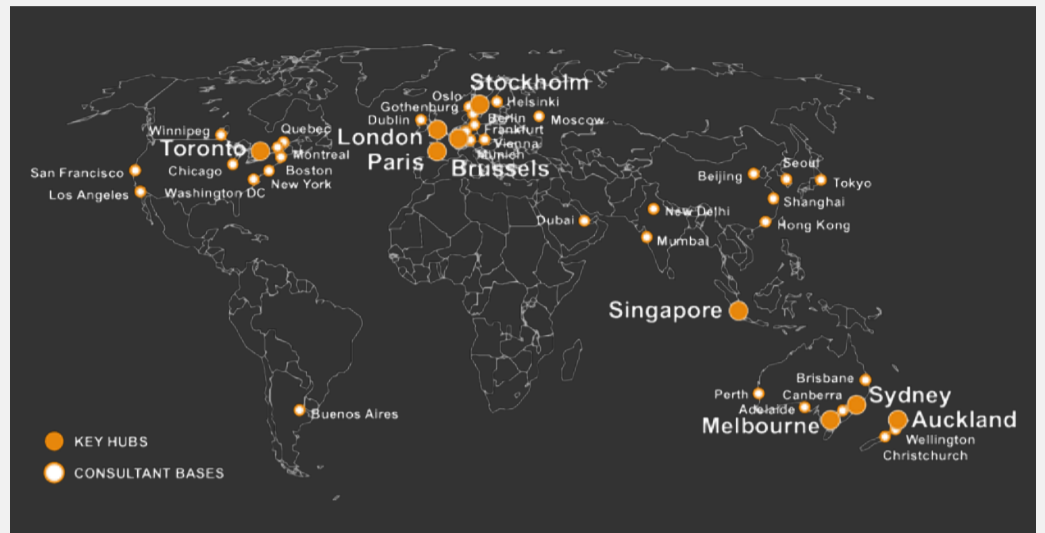 Stockholm
Oslo
Helsinki
Gothenburg
Berlin
Dublin
Moscow
Winnipeg
Quebec
London
Frankfurt
Toronto
Vienna
Montreal
Munich
Paris
Brussels
Chicago
Boston
San Francisco
New York
Los Angeles
Washington DC
Seoul
Beijing
Tokyo
Shanghai
Dubai
New Delhi
Hong Kong
Mumbai
Singapore
Brisbane
Perth
Canberra
Sydney
Adelaide
Buenos Aires
Melbourne
Auckland
Wellington
Christchurch
KEY HUBS
CONSULTANT BASES